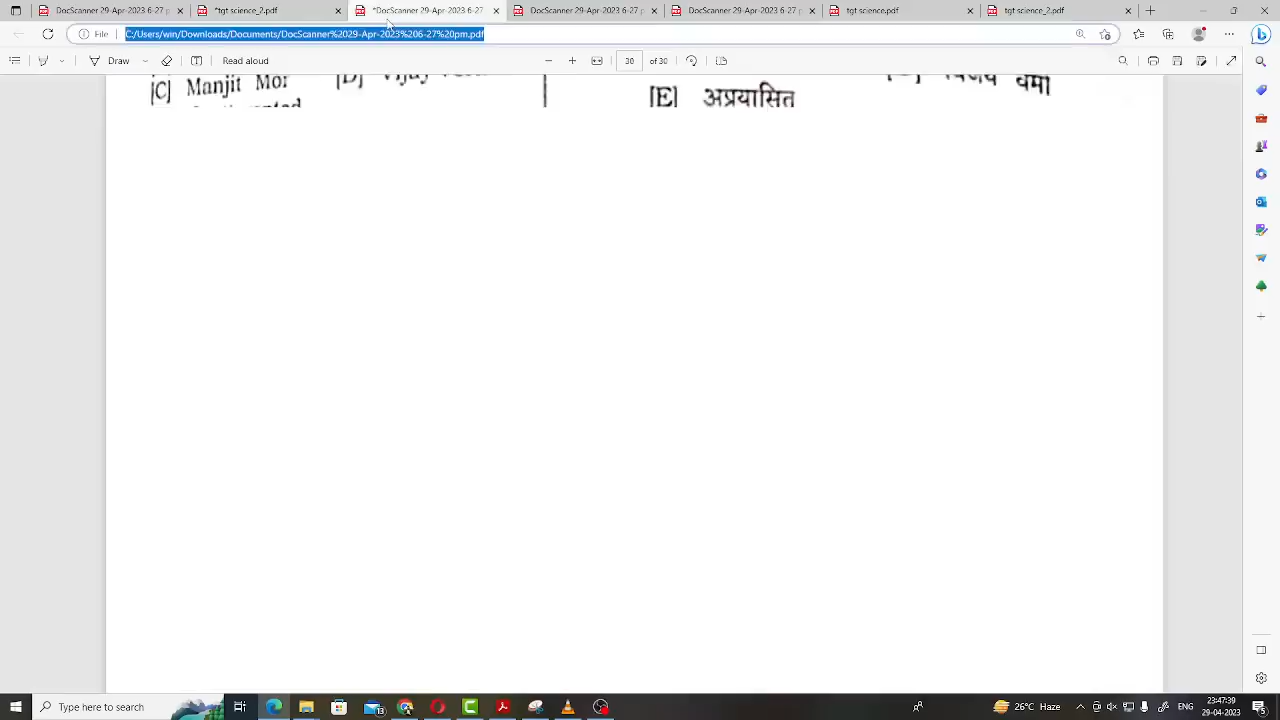 DocScanner 29-Apr-2023 6-27 p
*tgt science_2.pdf
*DocScanner 29-Apr-2023 6-27
DocScanner 29-Apr-2023 6-27 p
DocScanner 29-Apr-2023 6-27 p
tgt science.pdf
tgt science_2.pdf
File
C:/Users/win/Downloads/Documents/DocScanner%2029-Apr-2023%206-27%20pm.pdf
Draw
Read aloud
30 of 30
[C] Manjit Mor
[D] Vijay
विजय वर्मा
[E] अप्रयासित
Type here to search
26°C
ENG
23:47:39
29-04-2023